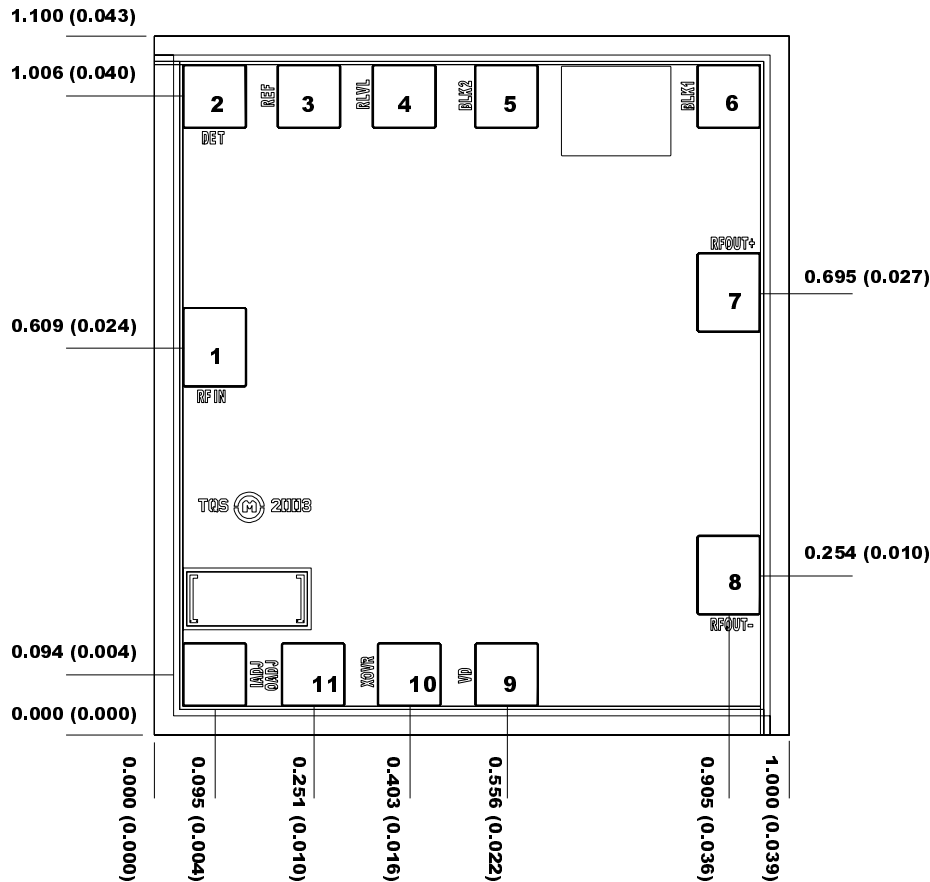 1.100 (0.043)
1.006 (0.040)
2
REF
3
RLVL
4
BLK2
5
BLK1
6
DET
RFOUT+
7
0.695 (0.027)
0.609 (0.024)
1
RF IN
TQS M 2003
0.254 (0.010)
8
RFOUT-
0.094 (0.004)
IADJ
QADJ
11
XOVR
10
VD
9
0.000 (0.000)
0.000 (0.000)
0.095 (0.004)
0.251 (0.010)
0.403 (0.016)
0.556 (0.022)
0.905 (0.036)
1.000 (0.039)